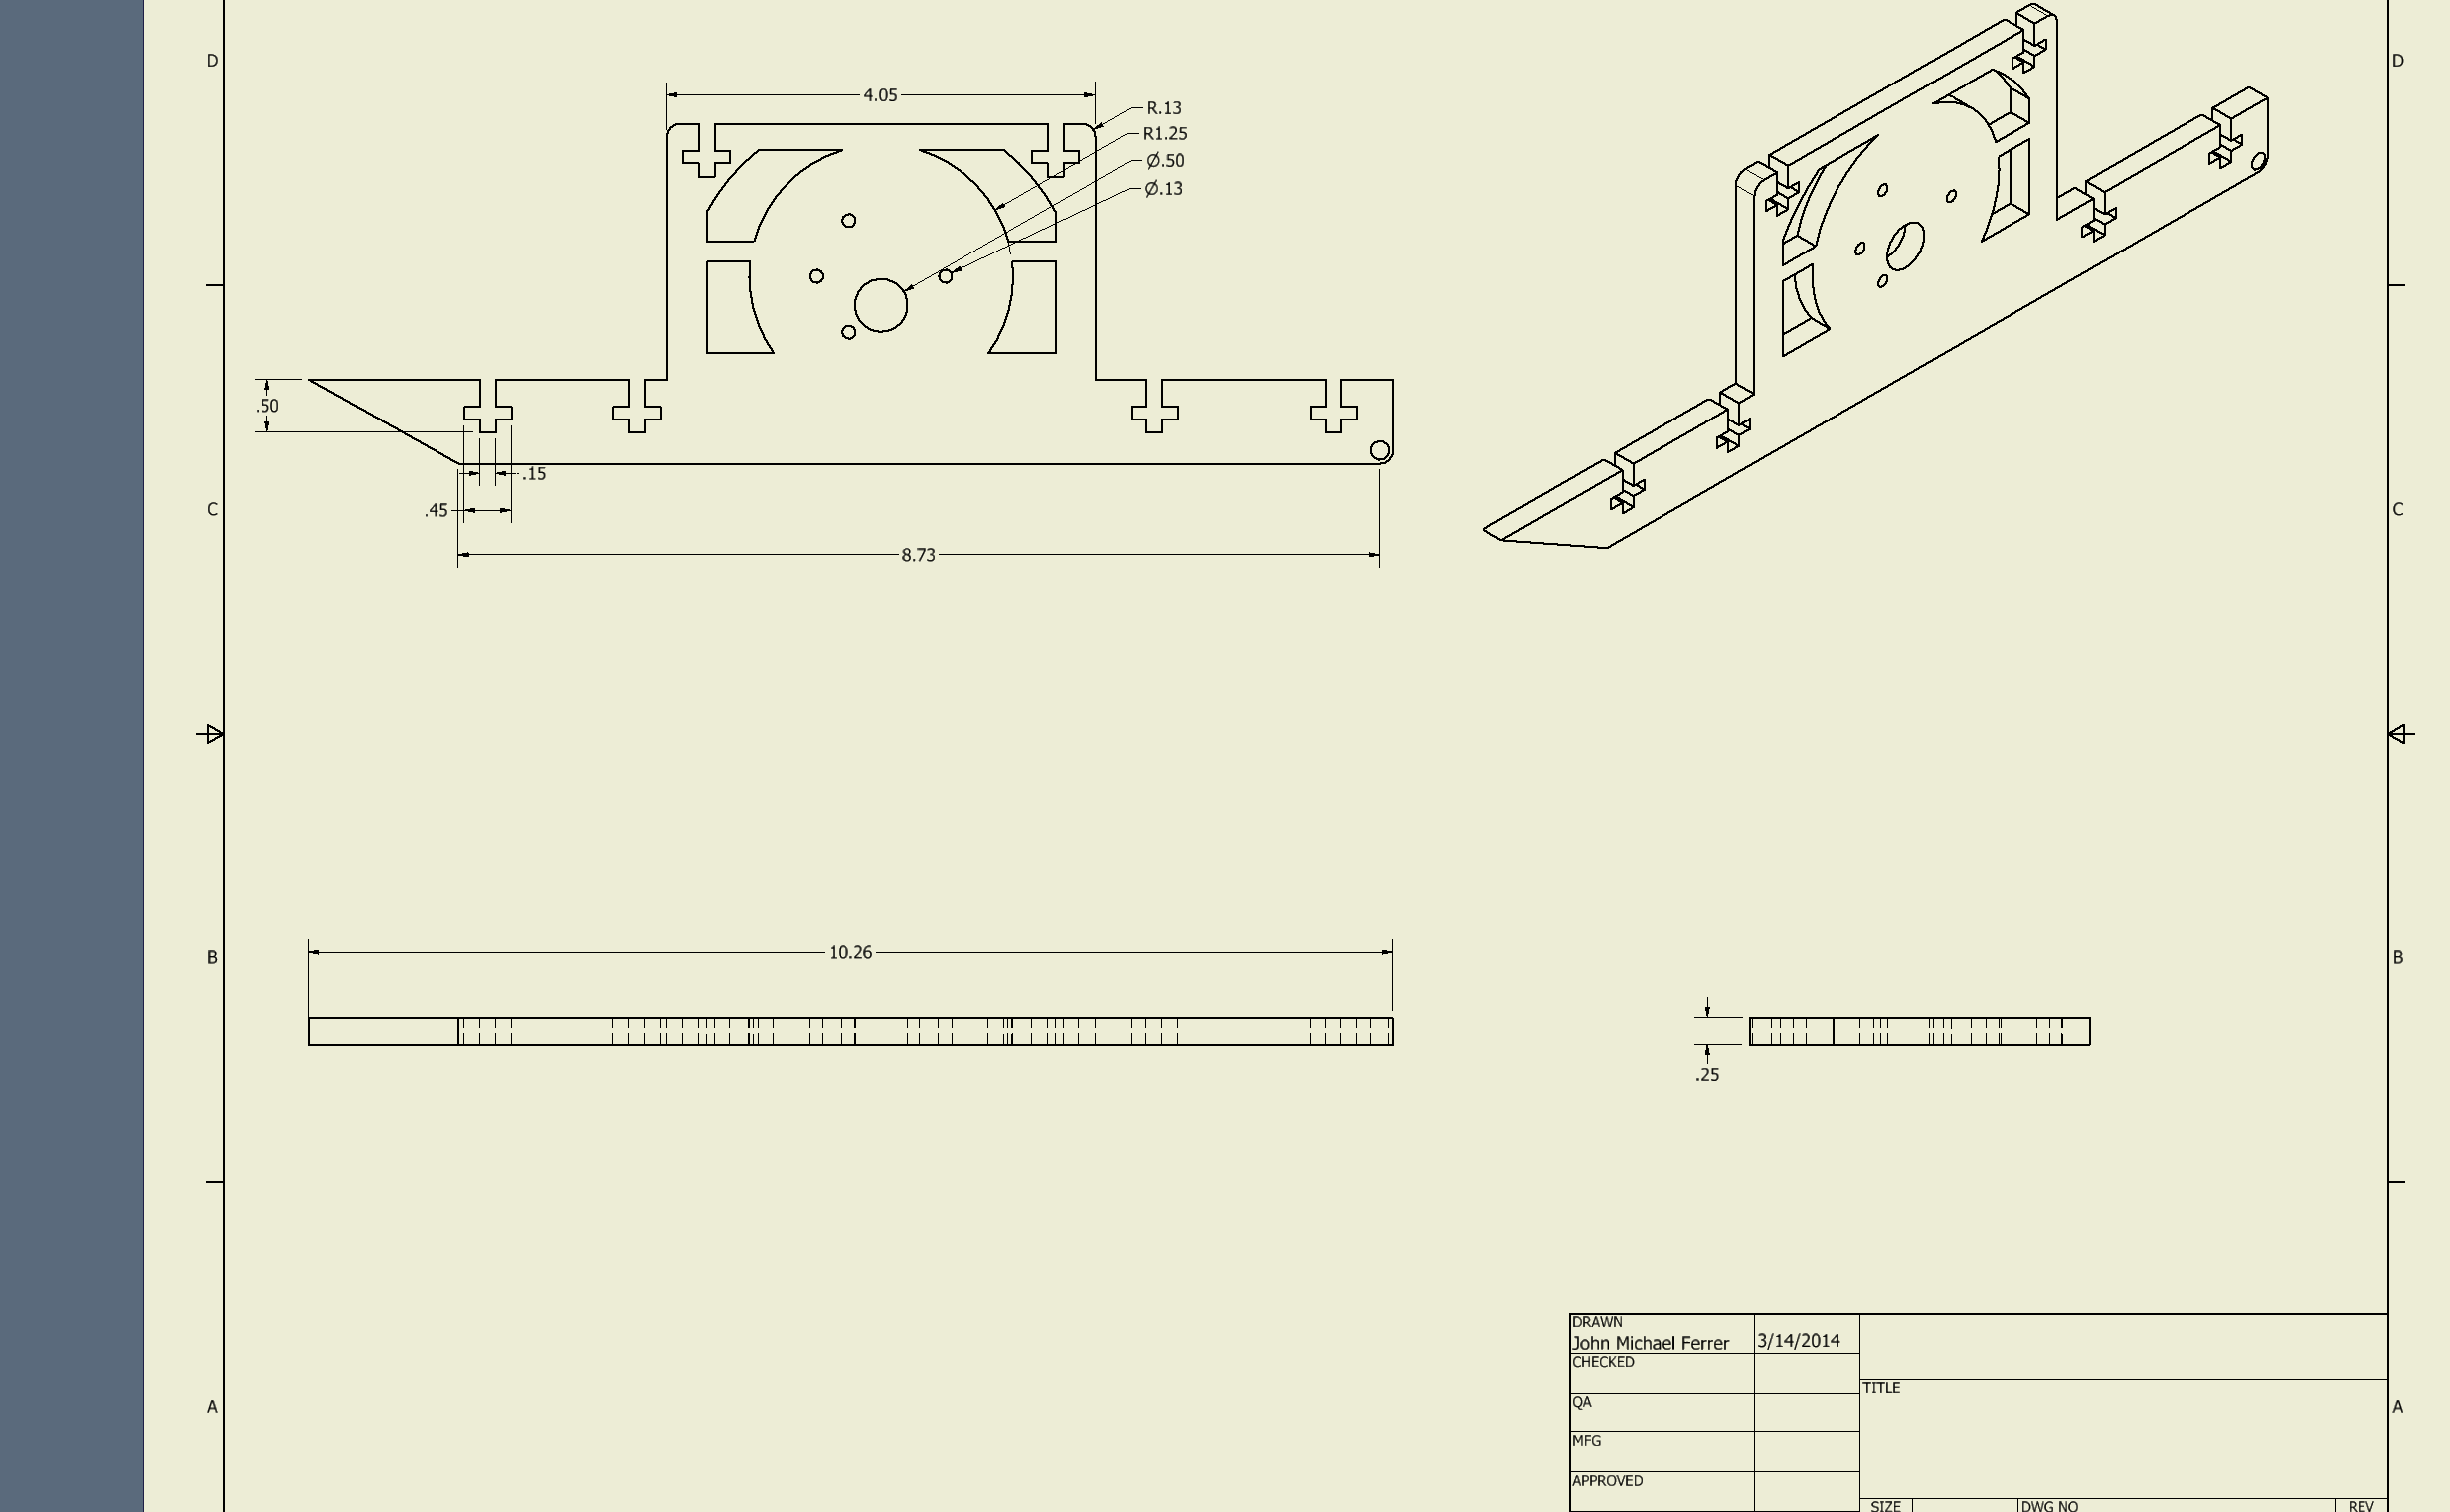 D
D
4.05
R.13
R1.25
Ø.50
Ø.13
.50
.15
.45
8.73
C
C
10.26
B
B
.25
DRAWN
John Michael Ferrer
3/14/2014
CHECKED
TITLE
QA
A
A
MFG
APPROVED
SIZE
DWG NO
REV